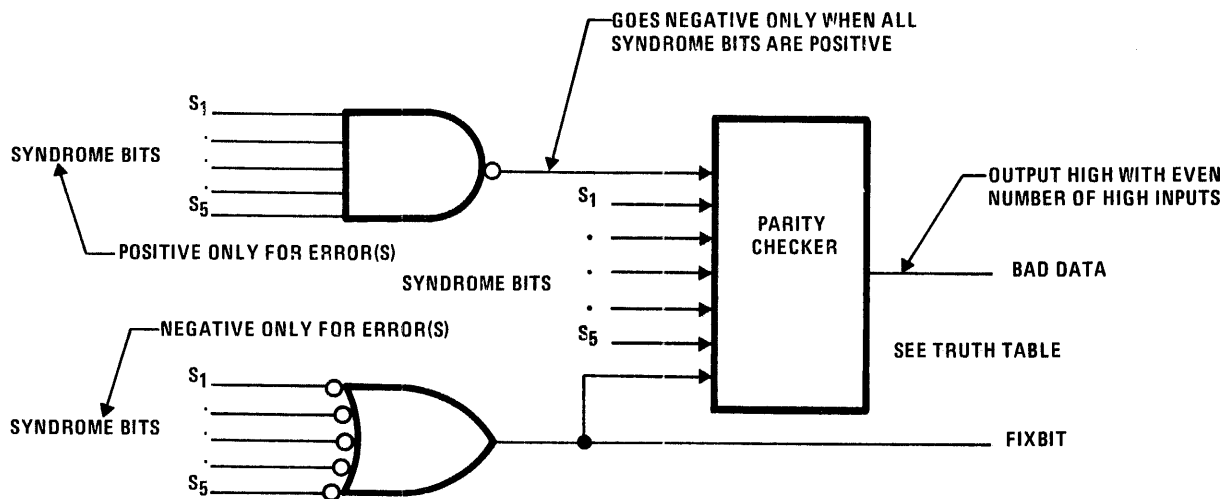 GOES NEGATIVE ONLY WHEN ALL
SYNDROME BITS ARE POSITIVE
S1
SYNDROME BITS
S5
POSITIVE ONLY FOR ERROR(S)
S1
SYNDROME BITS
S5
PARITY
CHECKER
OUTPUT HIGH WITH EVEN
NUMBER OF HIGH INPUTS
BAD DATA
SEE TRUTH TABLE
NEGATIVE ONLY FOR ERROR(S)
S1
SYNDROME BITS
S5
FIXBIT